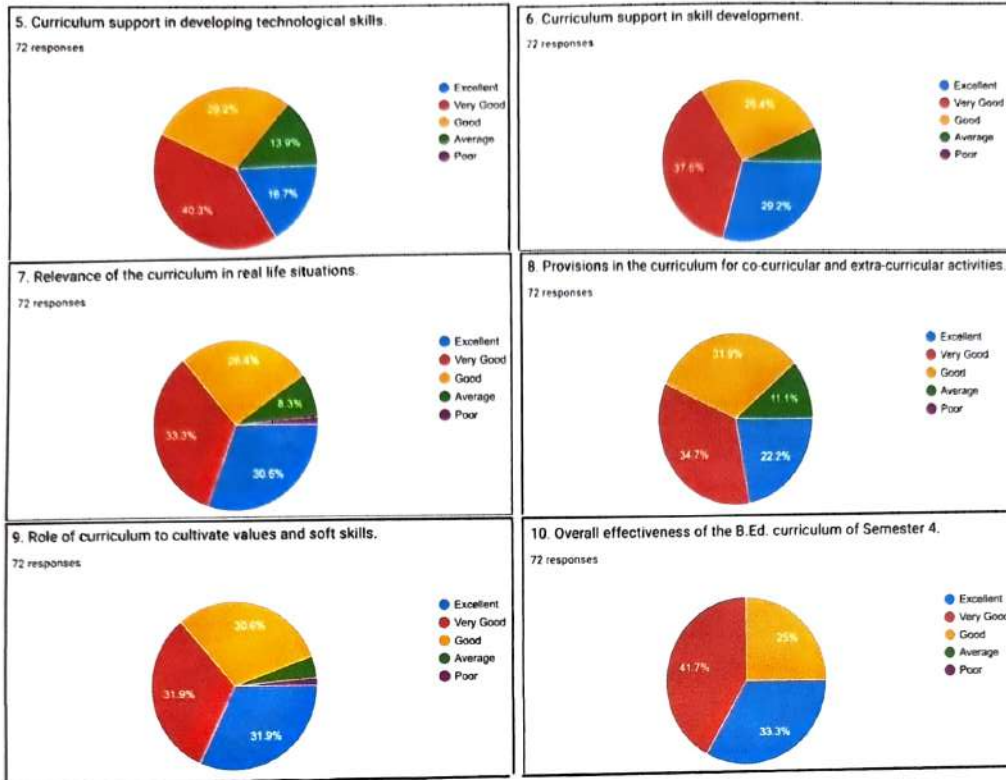 5. Curriculum support in developing technological skills.
72 responses
29.2%
13.9%
16.7%
40.3%
Excellent
Very Good
Good
Average
Poor
6. Curriculum support in skill development.
72 responses
26.4%
37.5%
29.2%
Excellent
Very Good
Good
Average
Poor
7. Relevance of the curriculum in real life situations.
72 responses
26.4%
8.3%
33.3%
30.6%
Excellent
Very Good
Good
Average
Poor
8. Provisions in the curriculum for co-curricular and extra-curricular activities.
72 responses
31.9%
11.1%
34.7%
22.2%
Excellent
Very Good
Good
Average
Poor
9. Role of curriculum to cultivate values and soft skills.
72 responses
30.6%
31.9%
31.9%
Excellent
Very Good
Good
Average
Poor
10. Overall effectiveness of the B.Ed. curriculum of Semester 4.
72 responses
25%
41.7%
33.3%
Excellent
Very Good
Good
Average
Poor